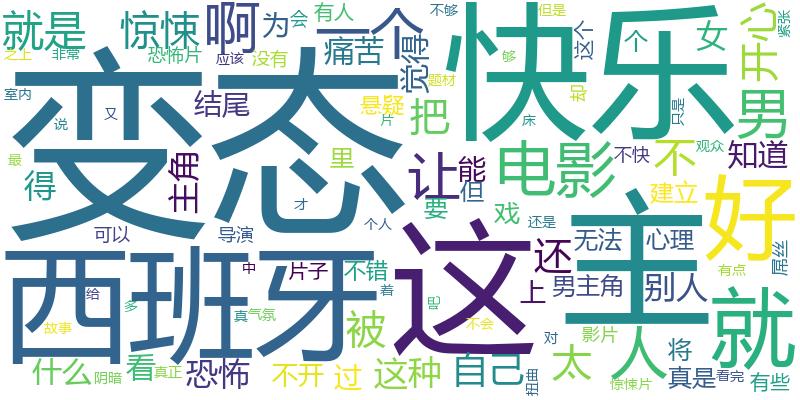 就是
惊悚
啊
为
会
有人
一个
不够
但是
这个
紧张
之上
非常
恐怖片
应该
没有
痛苦
觉得
题材
快乐
够
却
个
女
开心
室内
变态
结尾
悬疑
片
把
床
只是
男
说
又
最
得
主角
里
让
能
电影
不快
不
观众
知道
但
要
戏
主
建立
好
才
个人
还是
无法
心理
可以
导演
西班牙
这
还
上
男主角
别人
屌丝
有点
中
片子
不错
给
多
着
呢
故事
真
气氛
被
不会
对
影片
将
就
人
什么
阴暗
看
真正
恐怖
不开
过
这种
自己
扭曲
太
惊悚片
真是
看完
有些